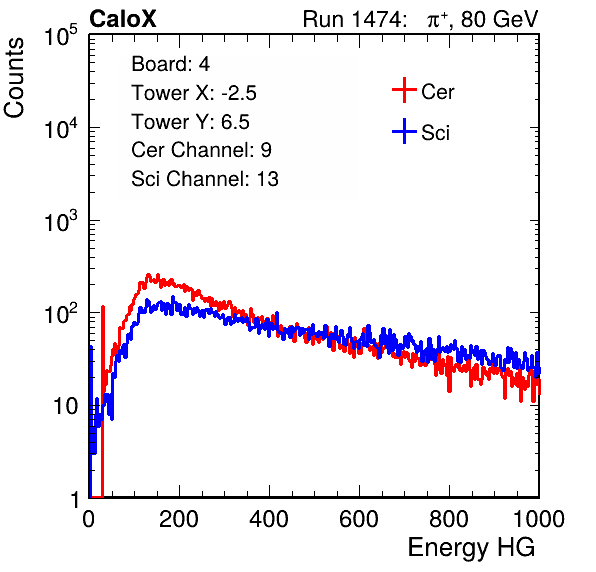 CaloX Run 1474: π⁺, 80 GeV
Counts
Board: 4
Tower X: -2.5
Tower Y: 6.5
Cer Channel: 9
Sci Channel: 13
Cer
Sci
10⁵
10⁴
10³
10²
10
1
0 200 400 600 800 1000
Energy HG